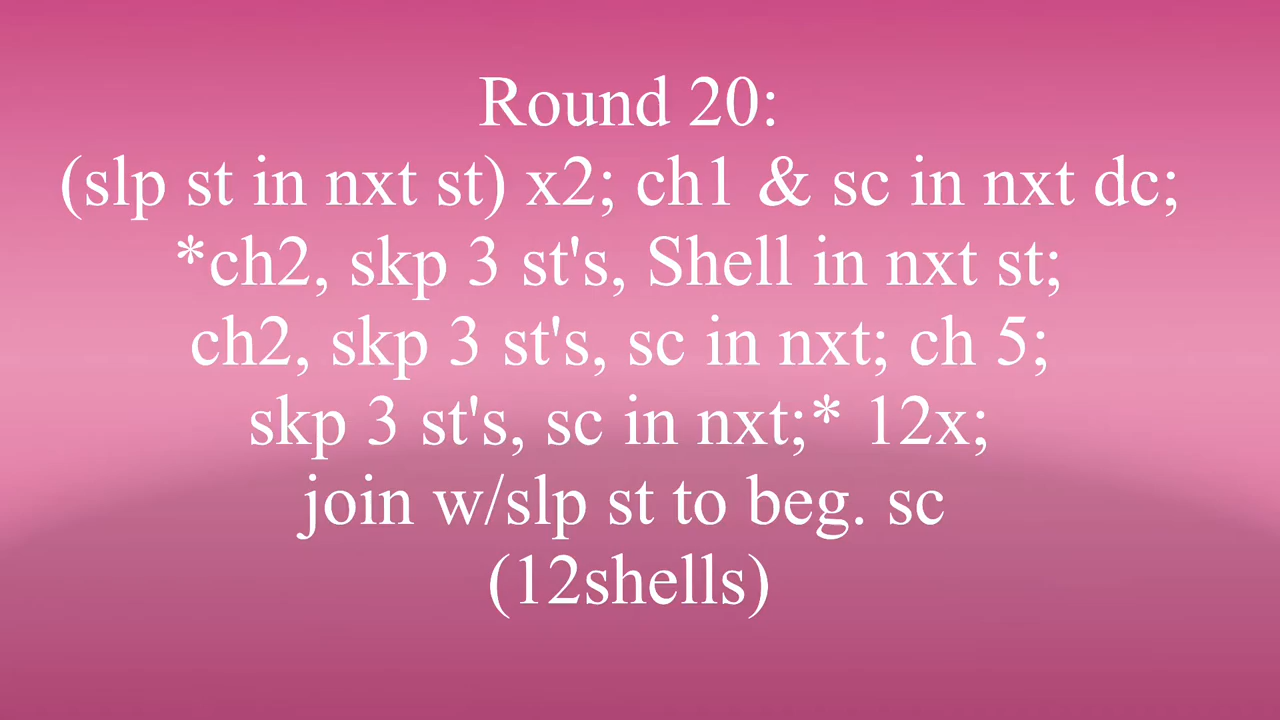 Round 20:
(slp st in nxt st) x2; ch1 & sc in nxt dc;
*ch2, skp 3 st's, Shell in nxt st;
ch2, skp 3 st's, sc in nxt; ch 5;
skp 3 st's, sc in nxt;* 12x;
join w/slp st to beg. sc
(12shells)